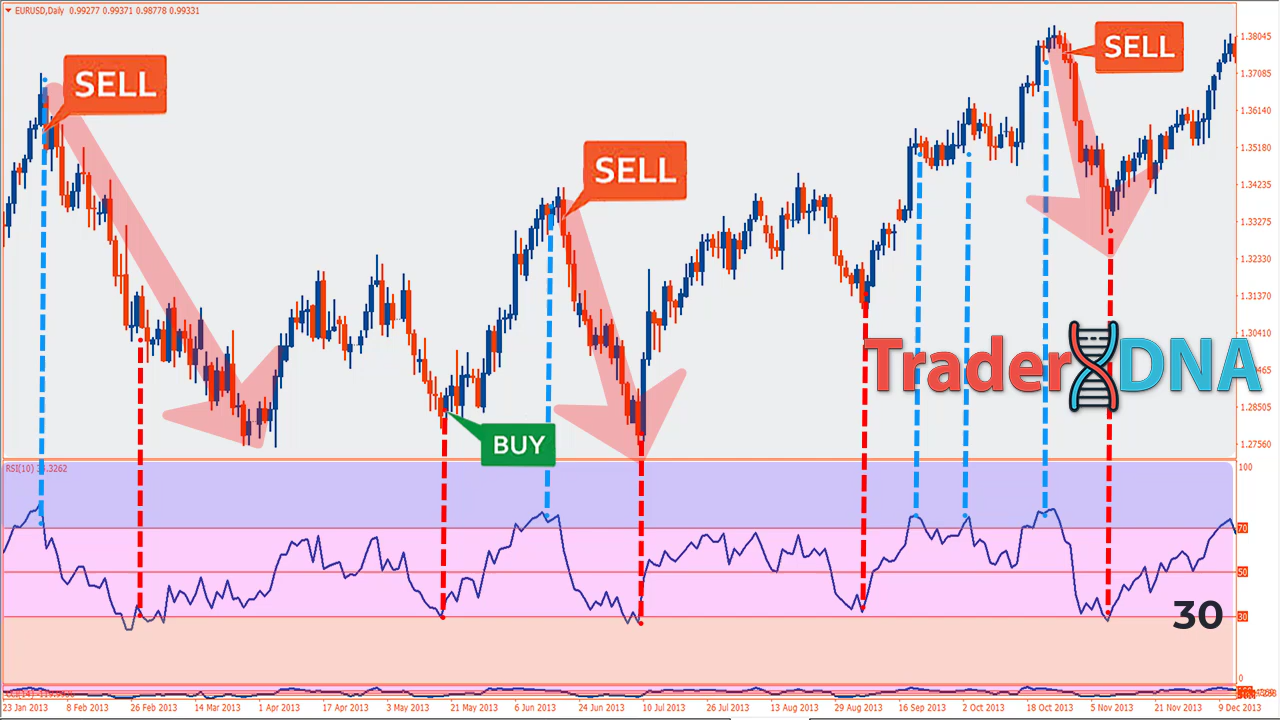 EURUSD,Daily 0.99277 0.99371 0.98778 0.99331
SELL
SELL
SELL
BUY
TraderDNA
1.38045
1.37085
1.36140
1.35180
1.34235
1.33275
1.32330
1.31370
1.30410
1.28505
1.27560
100
70
50
30
0
30
23 Jan 2013 8 Feb 2013 26 Feb 2013 14 Mar 2013 1 Apr 2013 17 Apr 2013 3 May 2013 21 May 2013 6 Jun 2013 24 Jun 2013 10 Jul 2013 26 Jul 2013 13 Aug 2013 29 Aug 2013 16 Sep 2013 2 Oct 2013 18 Oct 2013 5 Nov 2013 21 Nov 2013 9 Dec 2013